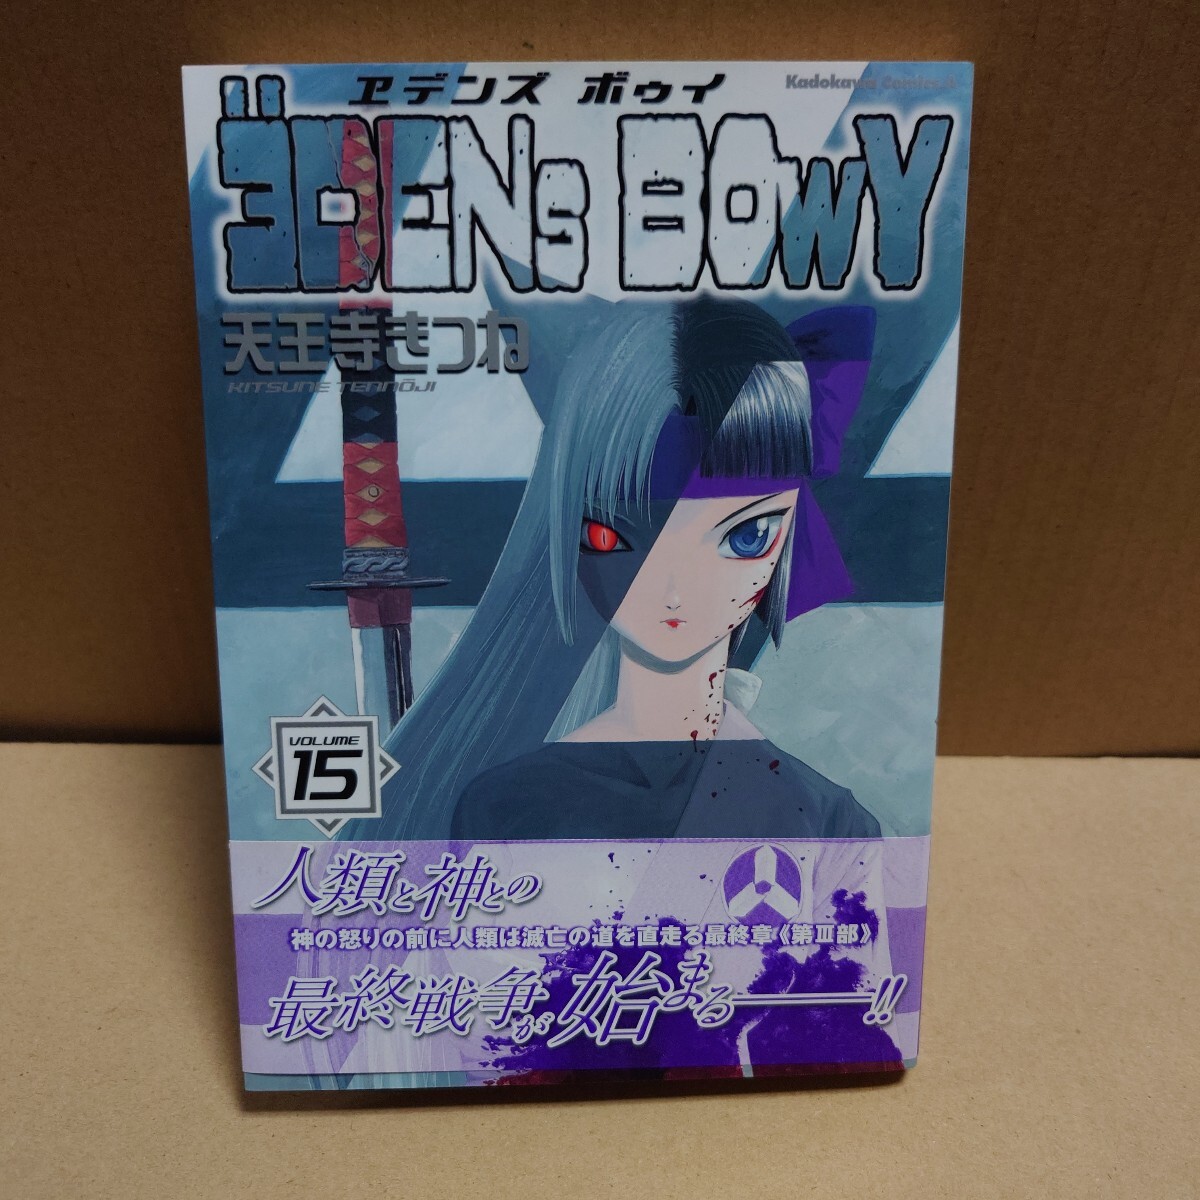 ヱデンズ ボゥイ
Kadokawa Comics A
ËDENs BOwY
天王寺きつね
KITSUNE TENNŌJI
VOLUME
15
人類と神との
神の怒りの前に人類は滅亡の道を直走る最終章《第Ⅲ部》
最終戦争が始まる━━!!